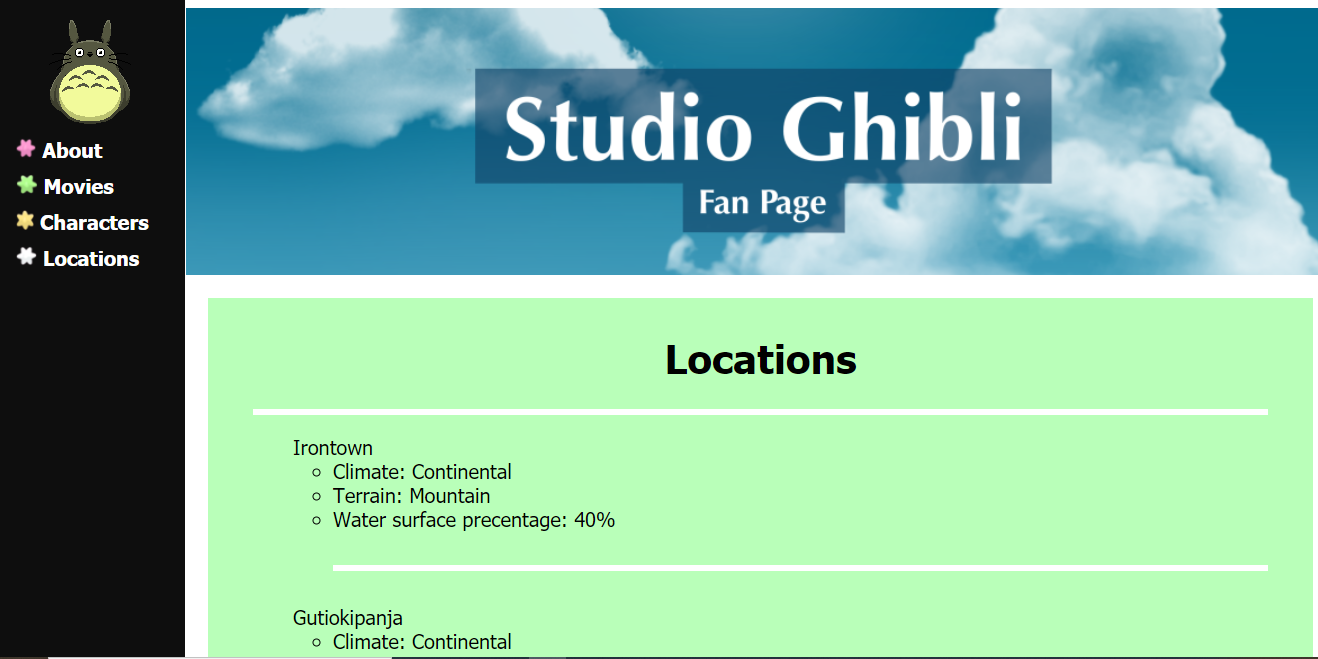 About
Movies
Characters
Locations
Studio Ghibli
Fan Page
Locations
Irontown
Climate: Continental
Terrain: Mountain
Water surface precentage: 40%
Gutiokipanja
Climate: Continental